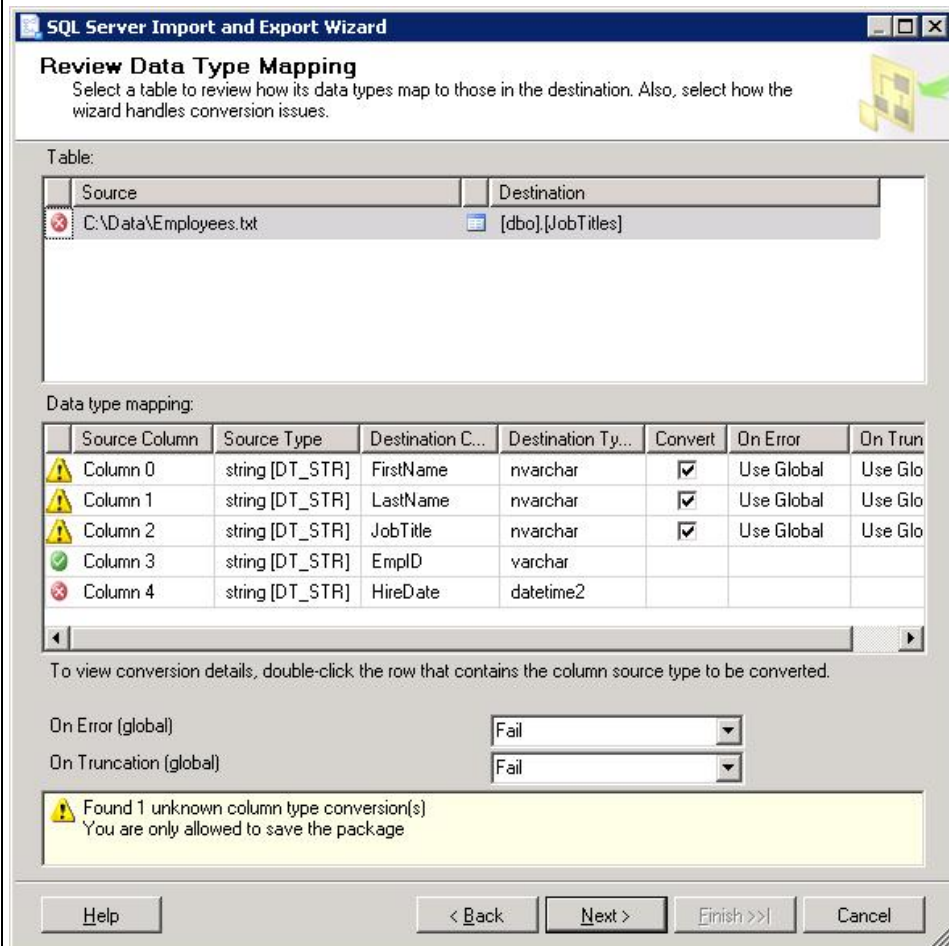 SQL Server Import and Export Wizard
Review Data Type Mapping
Select a table to review how its data types map to those in the destination. Also, select how the
wizard handles conversion issues.
Table:
Source Destination
C:\Data\Employees.txt [dbo].[JobTitles]
Data type mapping:
Source Column Source Type Destination C... Destination Ty... Convert On Error On Trun
Column 0 string [DT_STR] FirstName nvarchar Use Global Use Glo
Column 1 string [DT_STR] LastName nvarchar Use Global Use Glo
Column 2 string [DT_STR] JobTitle nvarchar Use Global Use Glo
Column 3 string [DT_STR] EmpID varchar
Column 4 string [DT_STR] HireDate datetime2
To view conversion details, double-click the row that contains the column source type to be converted.
On Error (global) Fail
On Truncation (global) Fail
Found 1 unknown column type conversion(s)
You are only allowed to save the package
Help < Back Next > Finish >>| Cancel